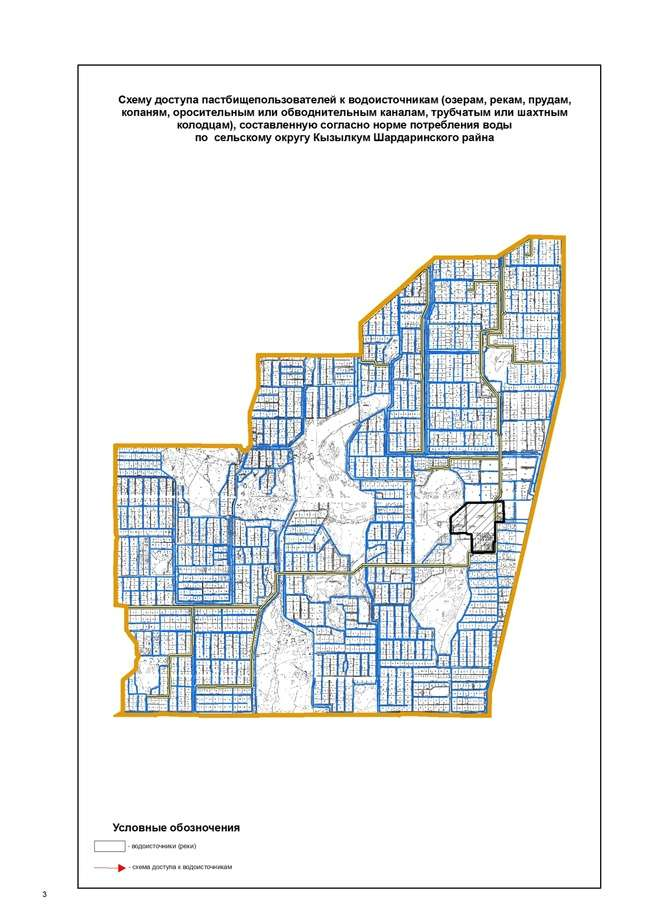 Схему доступа пастбищепользователей к водоисточникам (озерам, рекам, прудам,
копаням, оросительным или обводнительным каналам, трубчатым или шахтным
колодцам), составленную согласно норме потребления воды
по сельскому округу Кызылкум Шардаринского райна
Условные обозначения
- водоисточники (реки)
- схема доступа к водоисточникам
3